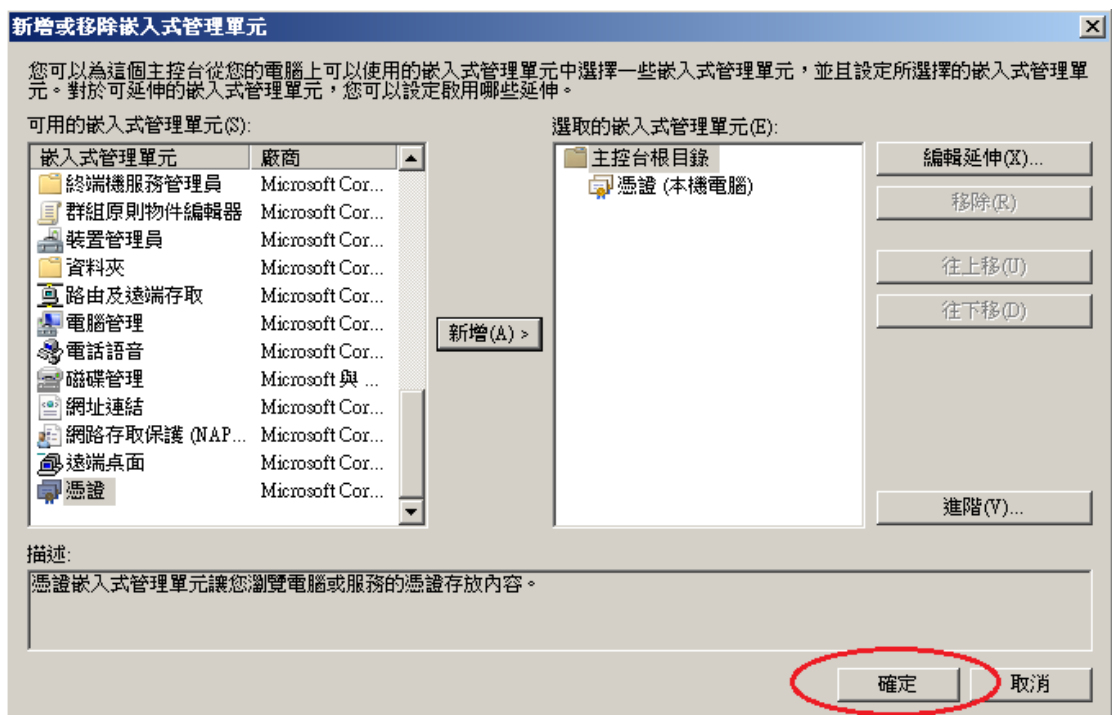 新增或移除嵌入式管理單元
您可以為這個主控台從您的電腦上可以使用的嵌入式管理單元中選擇一些嵌入式管理單元，並且設定所選擇的嵌入式管理單
元。對於可延伸的嵌入式管理單元，您可以設定啟用哪些延伸。
可用的嵌入式管理單元(S):
嵌入式管理單元 廠商
終端機服務管理員 Microsoft Cor...
群組原則物件編輯器 Microsoft Cor...
裝置管理員 Microsoft Cor...
資料夾 Microsoft Cor...
路由及遠端存取 Microsoft Cor...
電腦管理 Microsoft Cor...
電話語音 Microsoft Cor...
磁碟管理 Microsoft 與 ...
網址連結 Microsoft Cor...
網路存取保護 (NAP... Microsoft Cor...
遠端桌面 Microsoft Cor...
憑證 Microsoft Cor...
新增(A) >
選取的嵌入式管理單元(E):
主控台根目錄
憑證 (本機電腦)
編輯延伸(X)...
移除(R)
往上移(U)
往下移(D)
進階(V)...
描述:
憑證嵌入式管理單元讓您瀏覽電腦或服務的憑證存放內容。
確定
取消